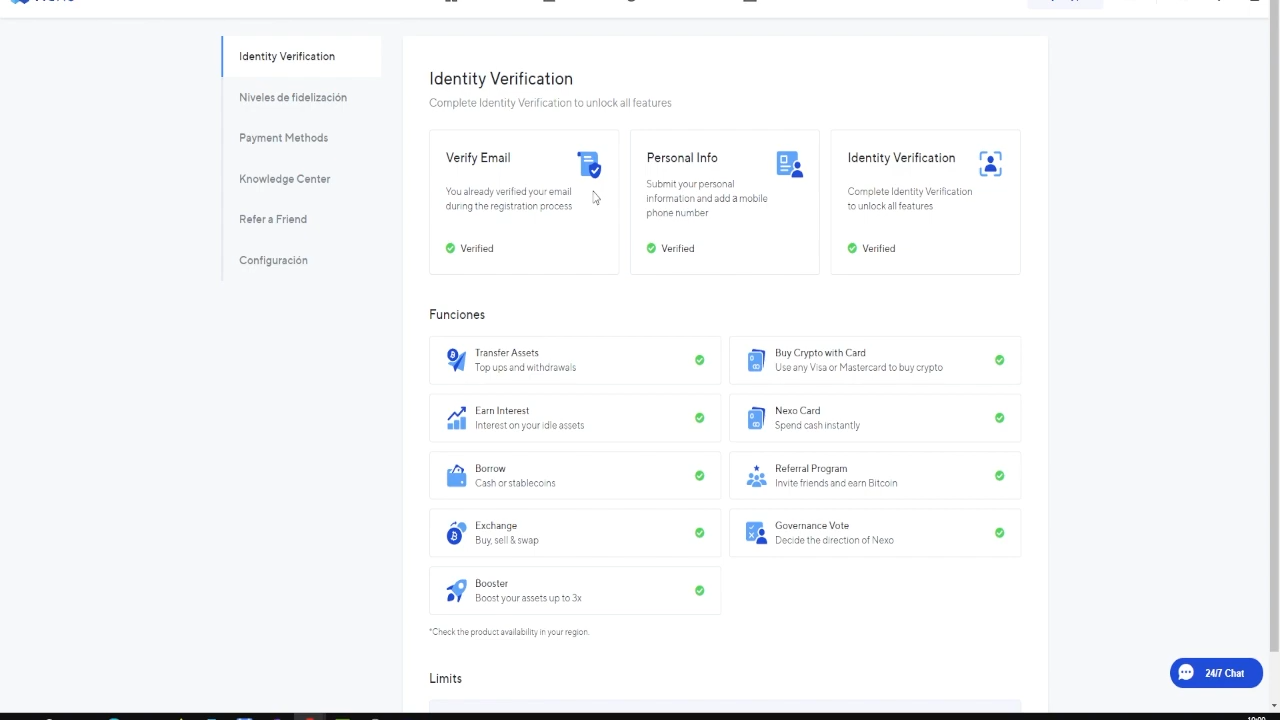 Identity Verification
Niveles de fidelización
Payment Methods
Knowledge Center
Refer a Friend
Configuración
Identity Verification
Complete Identity Verification to unlock all features
Verify Email
You already verified your email
during the registration process
Verified
Personal Info
Submit your personal
information and add a mobile
phone number
Verified
Identity Verification
Complete Identity Verification
to unlock all features
Verified
Funciones
Transfer Assets
Top ups and withdrawals
Buy Crypto with Card
Use any Visa or Mastercard to buy crypto
Earn Interest
Interest on your idle assets
Nexo Card
Spend cash instantly
Borrow
Cash or stablecoins
Referral Program
Invite friends and earn Bitcoin
Exchange
Buy, sell & swap
Governance Vote
Decide the direction of Nexo
Booster
Boost your assets up to 3x
*Check the product availability in your region.
Limits
24/7 Chat